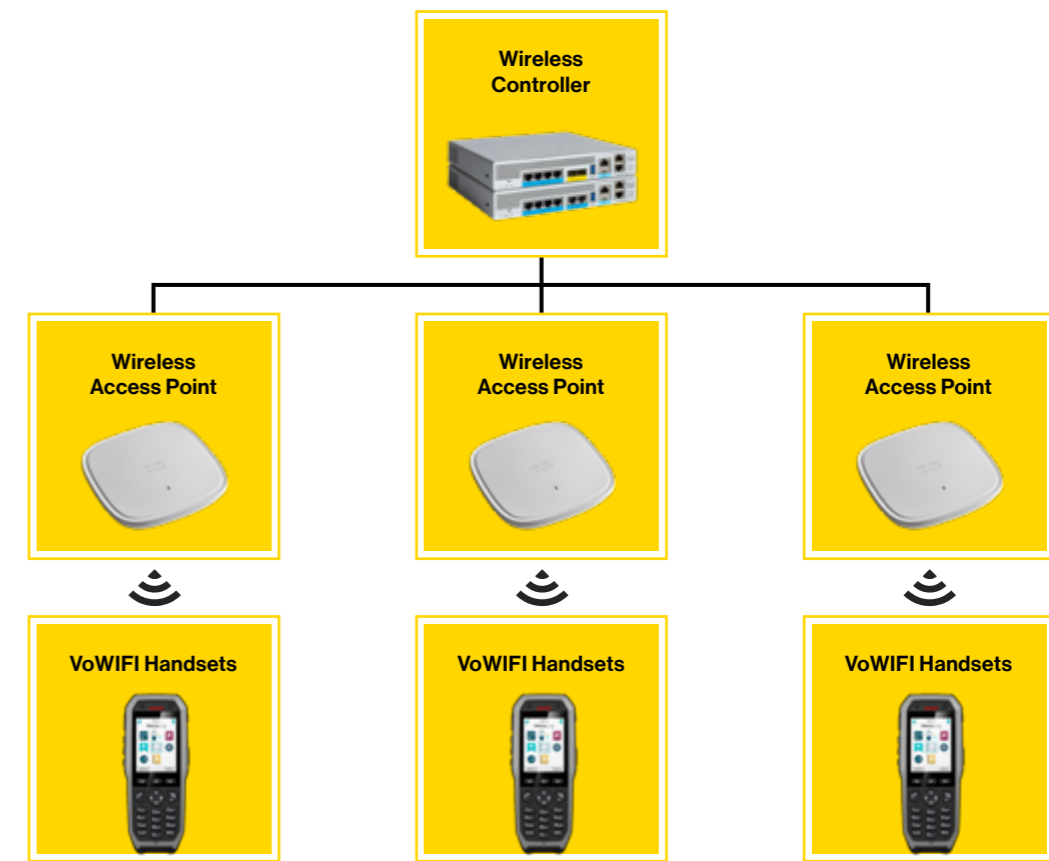 Wireless
Controller
Wireless
Access Point
Wireless
Access Point
Wireless
Access Point
VoWIFI Handsets
VoWIFI Handsets
VoWIFI Handsets